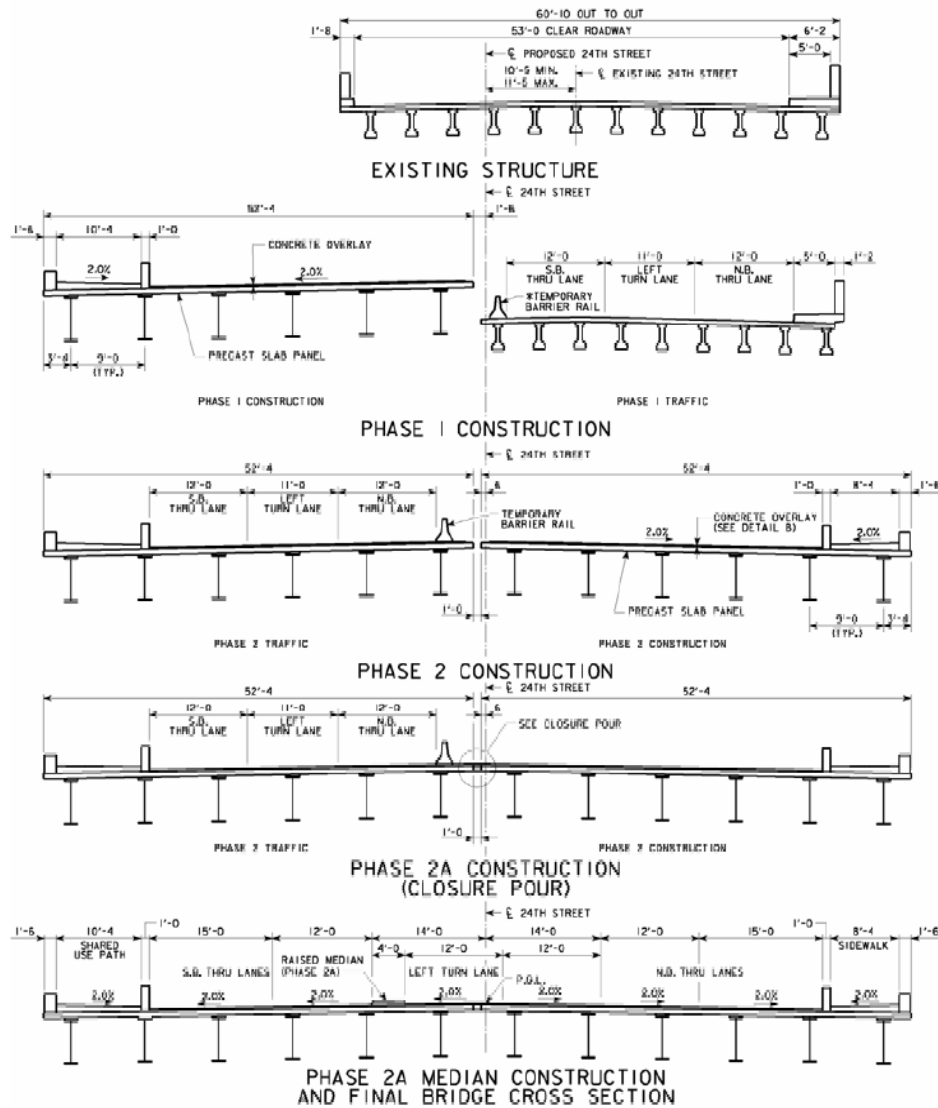 60'-10 OUT TO OUT
1'-8 53'-0 CLEAR ROADWAY 6'-2
5'-0
℄ PROPOSED 24TH STREET
10'-5 MIN.
11'-5 MAX.
℄ EXISTING 24TH STREET
EXISTING STRUCTURE
℄ 24TH STREET
52'-4 1'-6
1'-6 10'-4 1'-0
CONCRETE OVERLAY
2.0% 2.0%
12'-0 11'-0 12'-0 5'-0 1'-2
S.B. THRU LANE
LEFT TURN LANE
N.B. THRU LANE
*TEMPORARY
BARRIER RAIL
PRECAST SLAB PANEL
3'-4 9'-0
(TYP.)
PHASE 1 CONSTRUCTION PHASE 1 TRAFFIC
PHASE 1 CONSTRUCTION
℄ 24TH STREET
52'-4 52'-4
12'-0 11'-0 12'-0 6 1'-0 8'-4 1'-6
S.B. THRU LANE
LEFT TURN LANE
N.B. THRU LANE
TEMPORARY
BARRIER RAIL
CONCRETE OVERLAY
(SEE DETAIL B)
2.0% 2.0%
1'-0
PRECAST SLAB PANEL
9'-0 3'-4
(TYP.)
PHASE 2 TRAFFIC PHASE 2 CONSTRUCTION
PHASE 2 CONSTRUCTION
℄ 24TH STREET
52'-4 52'-4
12'-0 11'-0 12'-0 6
S.B. THRU LANE
LEFT TURN LANE
N.B. THRU LANE
SEE CLOSURE POUR
1'-0
PHASE 2 TRAFFIC PHASE 2 CONSTRUCTION
PHASE 2A CONSTRUCTION
(CLOSURE POUR)
℄ 24TH STREET
1'-6 10'-4 1'-0 15'-0 12'-0 14'-0 14'-0 12'-0 15'-0 1'-0 8'-4 1'-6
SHARED
USE PATH
4'-0 12'-0 12'-0
SIDEWALK
S.B. THRU LANES
RAISED MEDIAN
(PHASE 2A)
LEFT TURN LANE
N.B. THRU LANES
P.G.L.
2.0% 2.0% 2.0% 2.0% 2.0% 2.0% 2.0% 2.0%
PHASE 2A MEDIAN CONSTRUCTION
AND FINAL BRIDGE CROSS SECTION